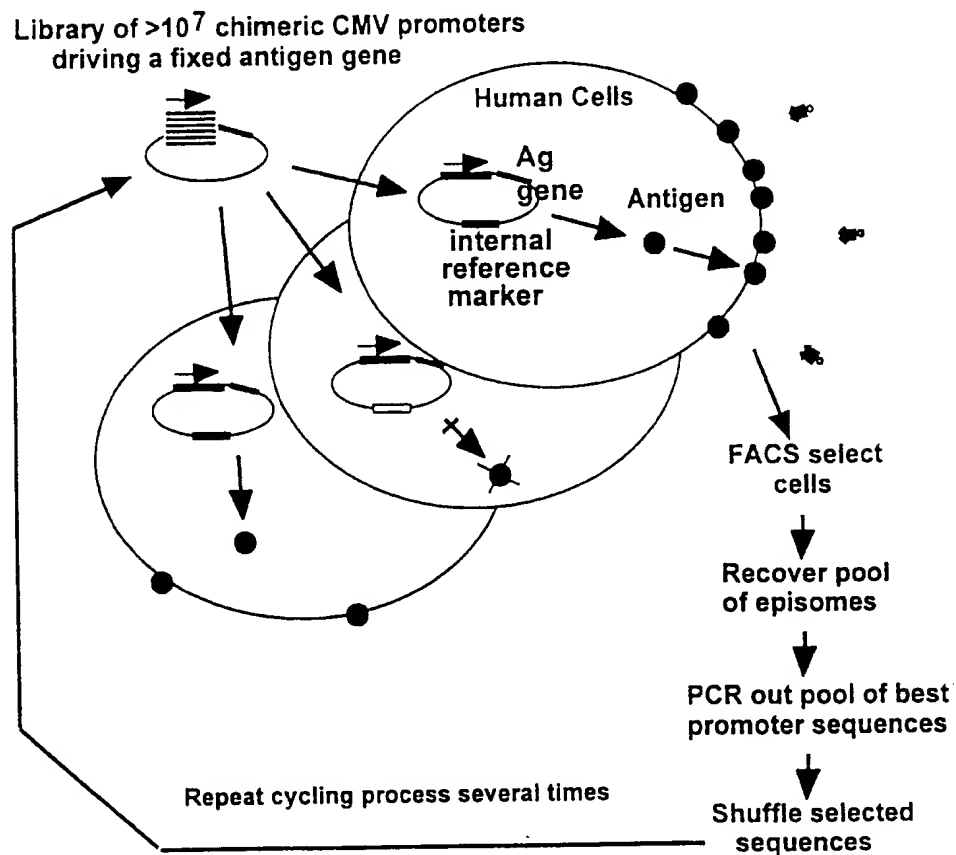 Library of >10⁷ chimeric CMV promoters
driving a fixed antigen gene
Human Cells
Ag
gene
Antigen
internal
reference
marker
FACS select
cells
Recover pool
of episomes
PCR out pool of best
promoter sequences
Shuffle selected
sequences
Repeat cycling process several times